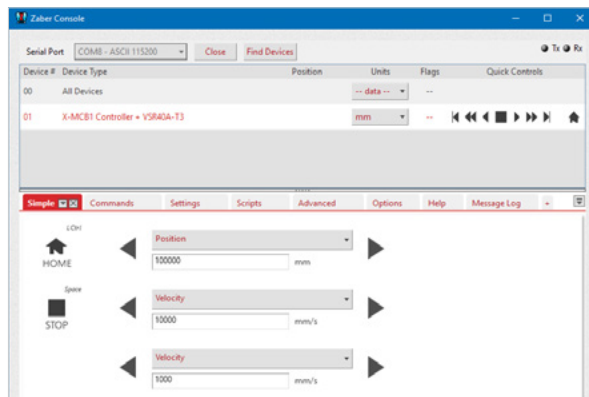 Zaber Console
Serial Port COM8 - ASCII 115200 Close Find Devices Tx Rx
Device # Device Type Position Units Flags Quick Controls
00 All Devices -- data -- --
01 X-MCB1 Controller + VSR40A-T3 mm --
Simple Commands Settings Scripts Advanced Options Help Message Log +
HOME
Position
100000 mm
Space
STOP
Velocity
10000 mm/s
Velocity
1000 mm/s